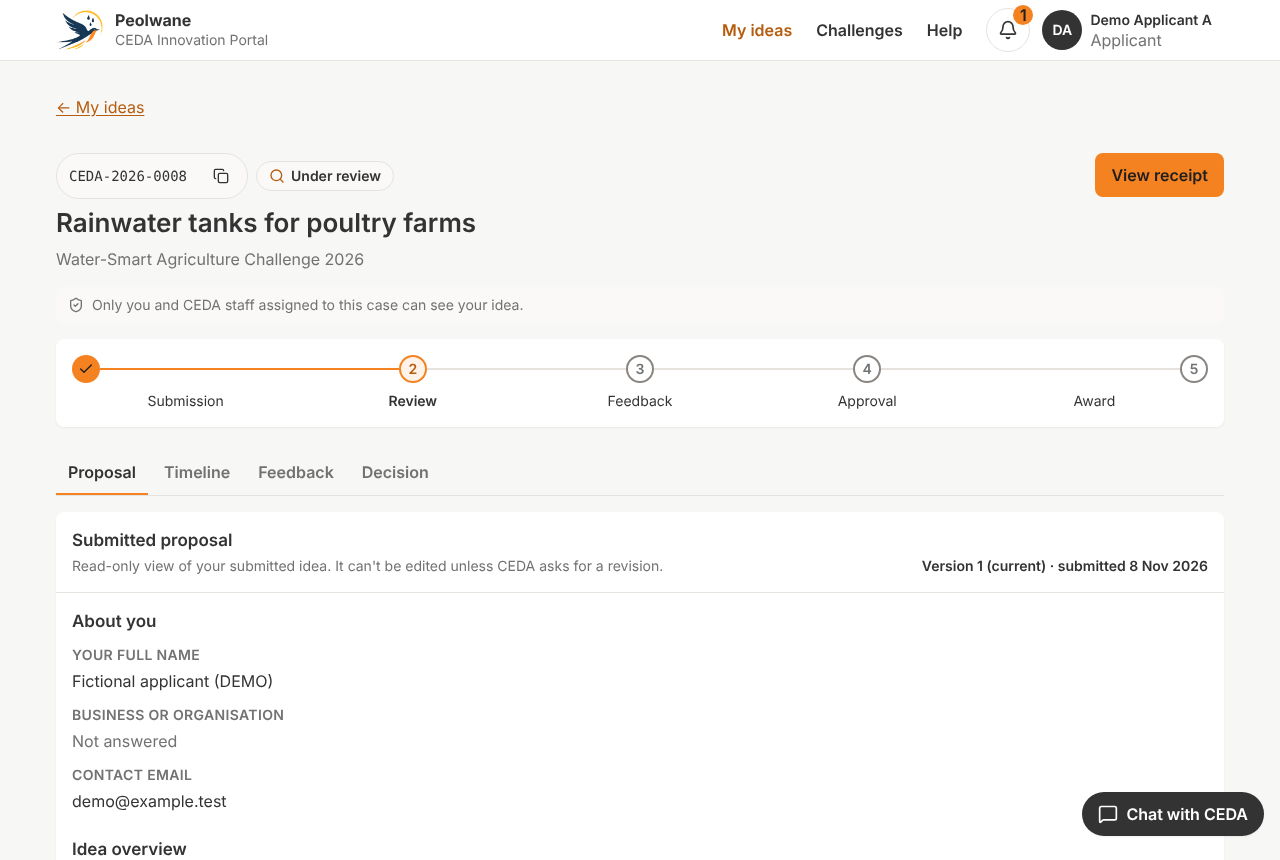 Peolwane
CEDA Innovation Portal
My ideas
Challenges
Help
1
DA
Demo Applicant A
Applicant
← My ideas
CEDA-2026-0008
Under review
View receipt
Rainwater tanks for poultry farms
Water-Smart Agriculture Challenge 2026
Only you and CEDA staff assigned to this case can see your idea.
2
3
4
5
Submission
Review
Feedback
Approval
Award
Proposal
Timeline
Feedback
Decision
Submitted proposal
Read-only view of your submitted idea. It can't be edited unless CEDA asks for a revision.
Version 1 (current) · submitted 8 Nov 2026
About you
YOUR FULL NAME
Fictional applicant (DEMO)
BUSINESS OR ORGANISATION
Not answered
CONTACT EMAIL
demo@example.test
Chat with CEDA
Idea overview